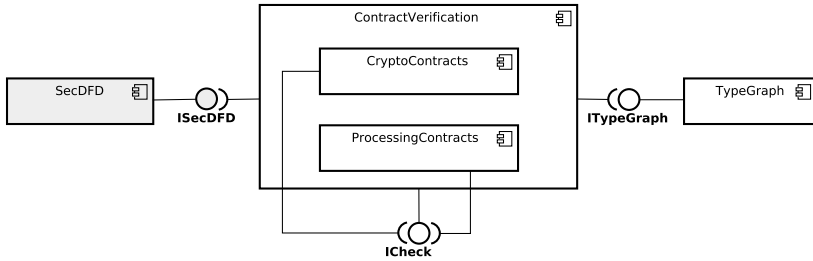 ContractVerification
CryptoContracts
SecDFD
TypeGraph
ISecDFD
ITypeGraph
ProcessingContracts
ICheck